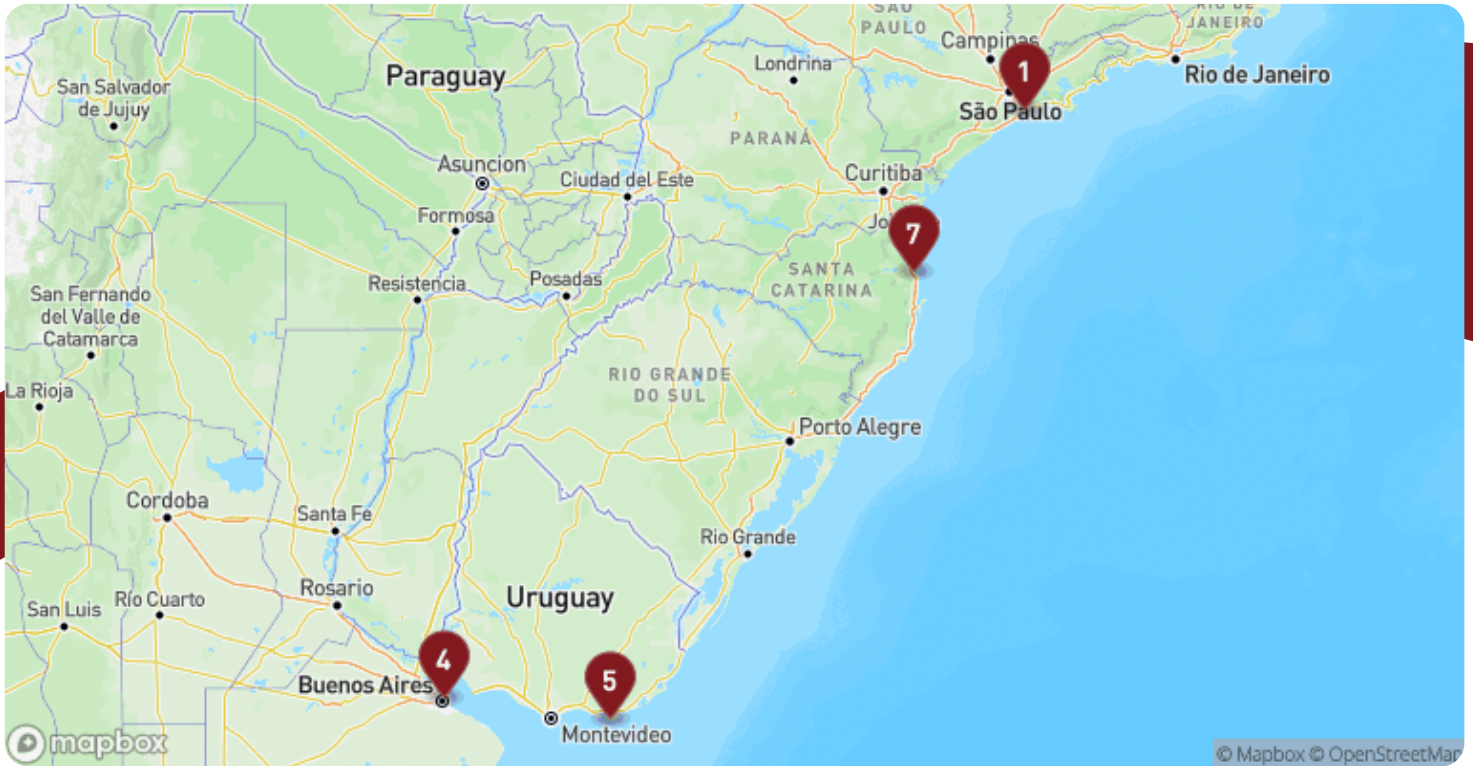 SÃO
PAULO
RIO DE
JANEIRO
Campinas
1
Londrina
Rio de Janeiro
Paraguay
San Salvador
de Jujuy
São Paulo
PARANÁ
Asuncion
Curitiba
Ciudad del Este
Formosa
7
SANTA
CATARINA
Resistencia
Posadas
San Fernando
del Valle de
Catamarca
RIO GRANDE
DO SUL
La Rioja
Porto Alegre
Cordoba
Santa Fe
Rio Grande
Rosario
Uruguay
San Luis
Río Cuarto
4
5
Buenos Aires
Montevideo
mapbox
© Mapbox © OpenStreetMap